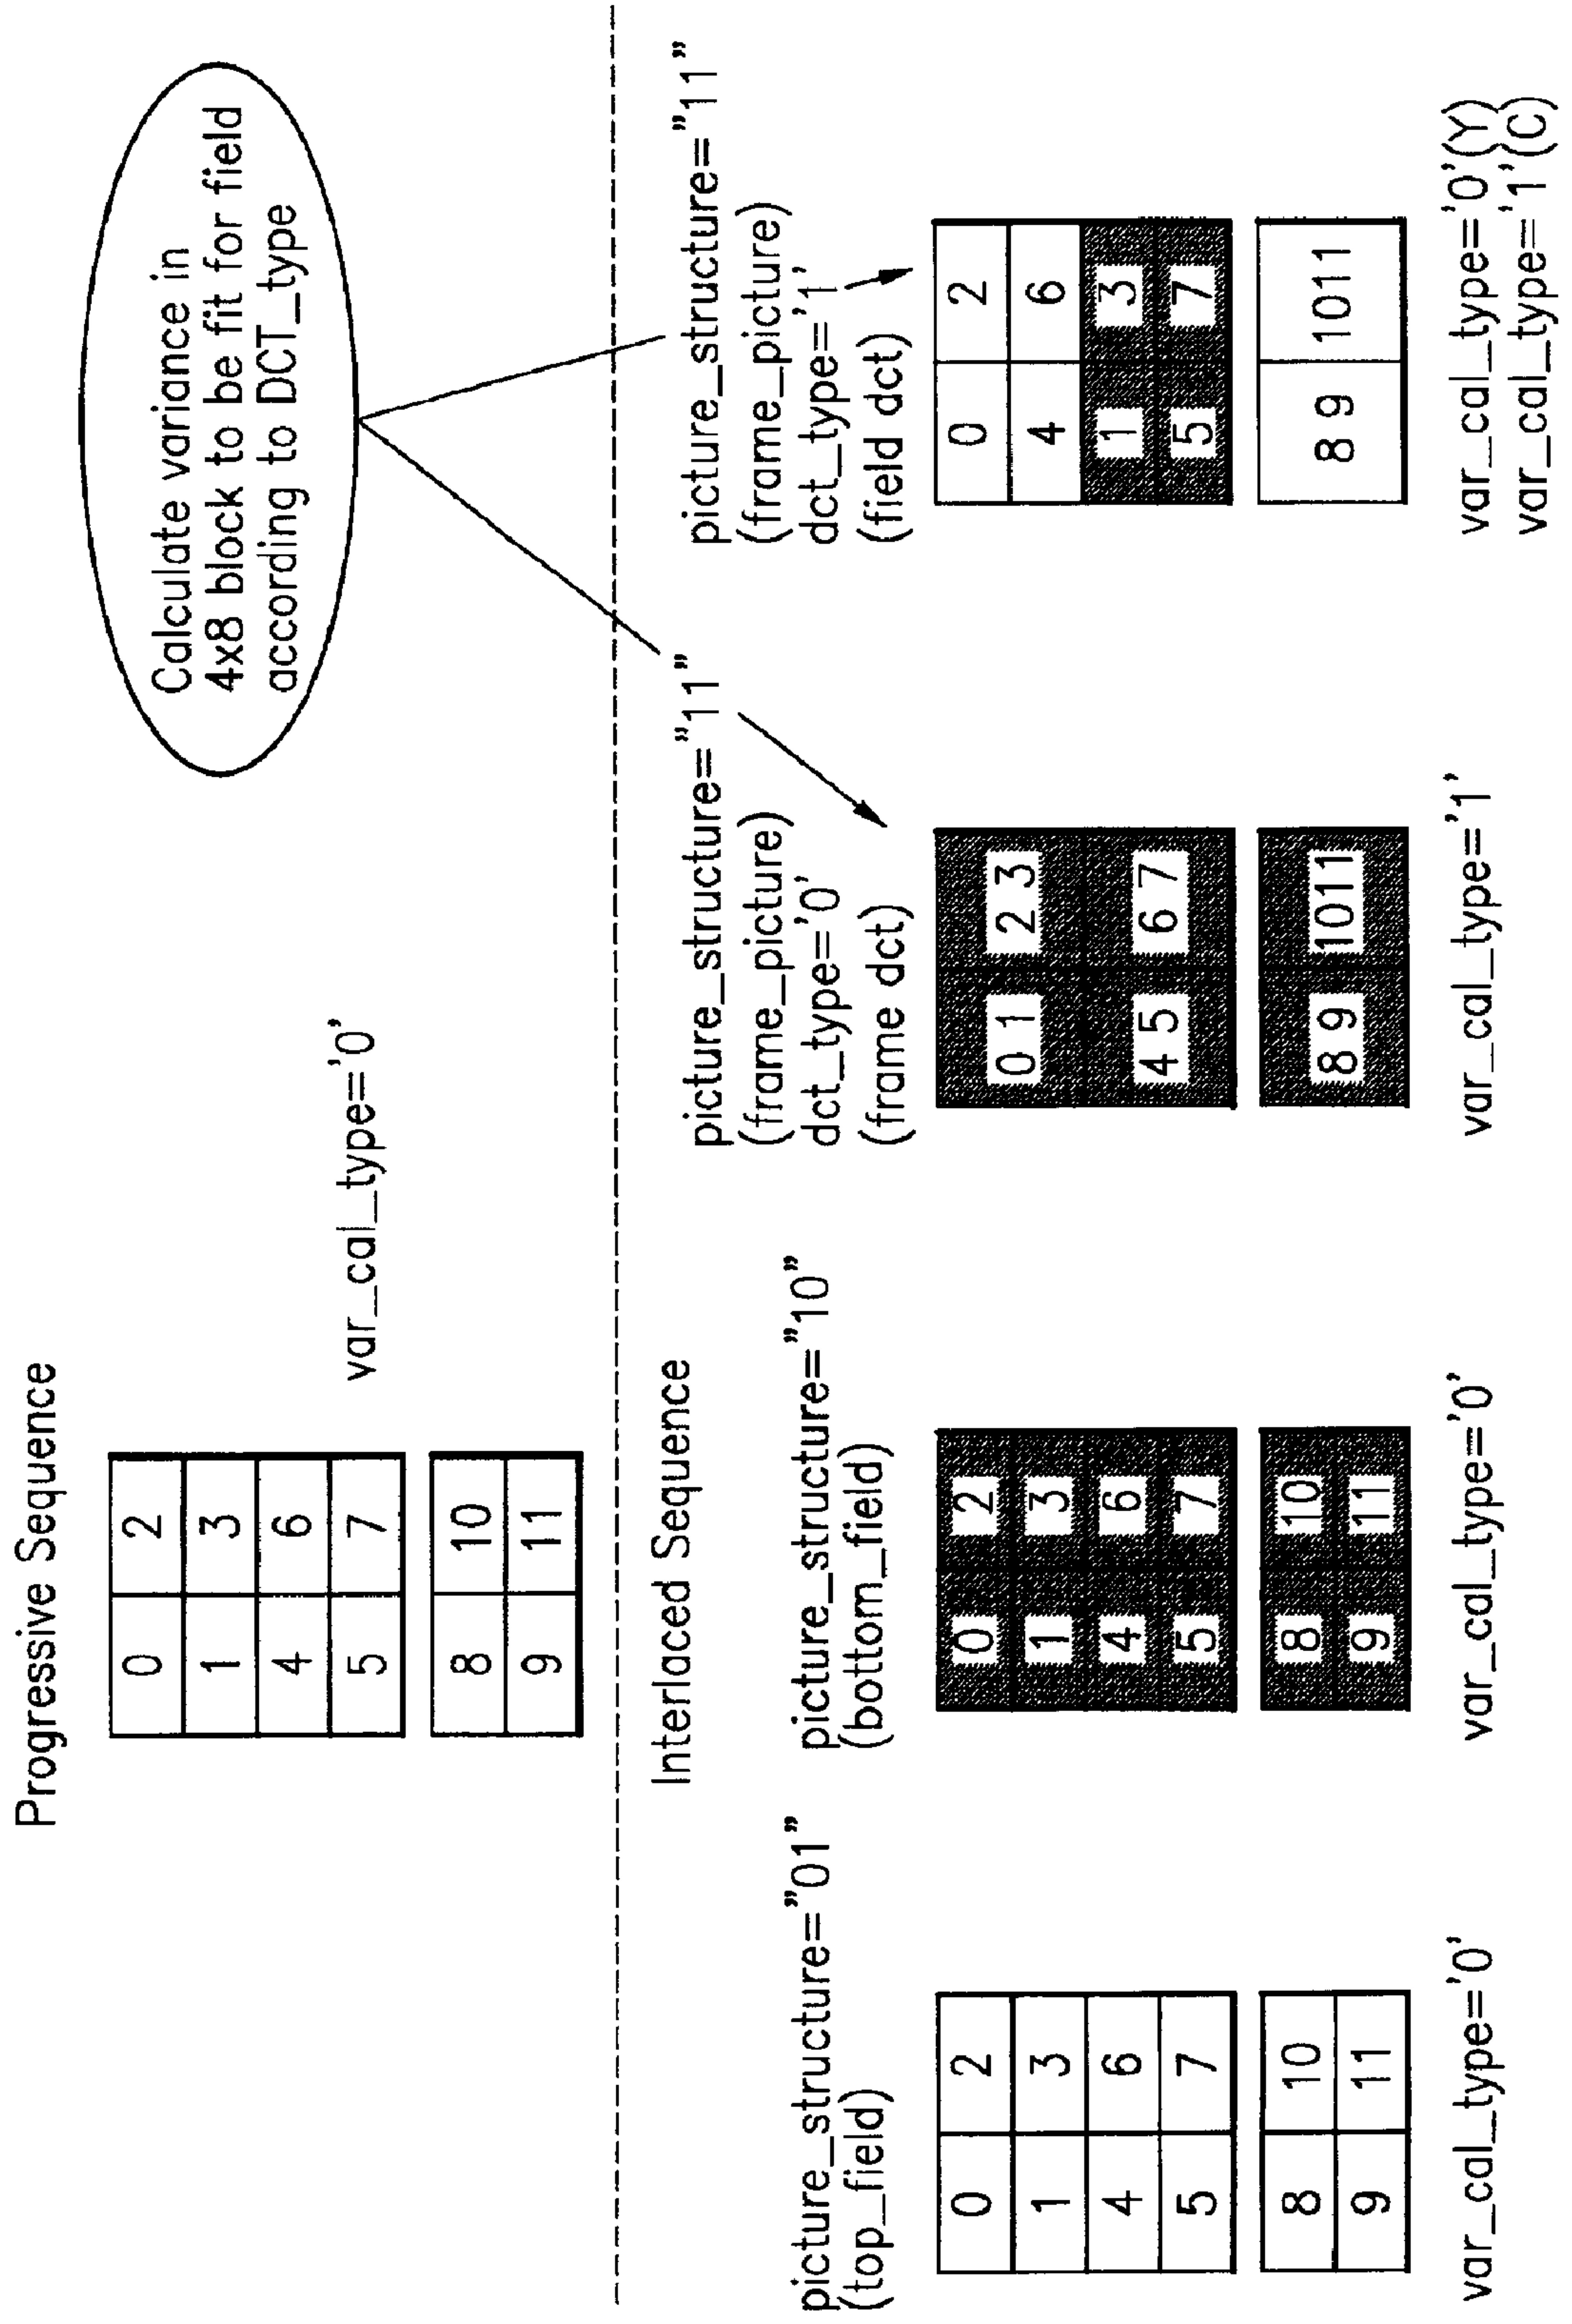 Progressive Sequence
0 2
1 3
4 6
5 7
8 10
9 11
var_cal_type='0'
Calculate variance in
4x8 block to be fit for field
according to DCT_type
Interlaced Sequence
picture_structure="01"
(top_field)
0 2
1 3
4 6
5 7
8 10
9 11
var_cal_type='0'
picture_structure="10"
(bottom_field)
0 2
1 3
4 6
5 7
8 10
9 11
var_cal_type='0'
picture_structure="11"
(frame_picture)
dct_type='0'
(frame dct)
0 1 2 3
4 5 6 7
8 9 1011
var_cal_type='1'
picture_structure="11"
(frame_picture)
dct_type='1'
(field dct)
0 2
4 6
1 3
5 7
8 9 1011
var_cal_type='0'(Y)
var_cal_type='1'(C)